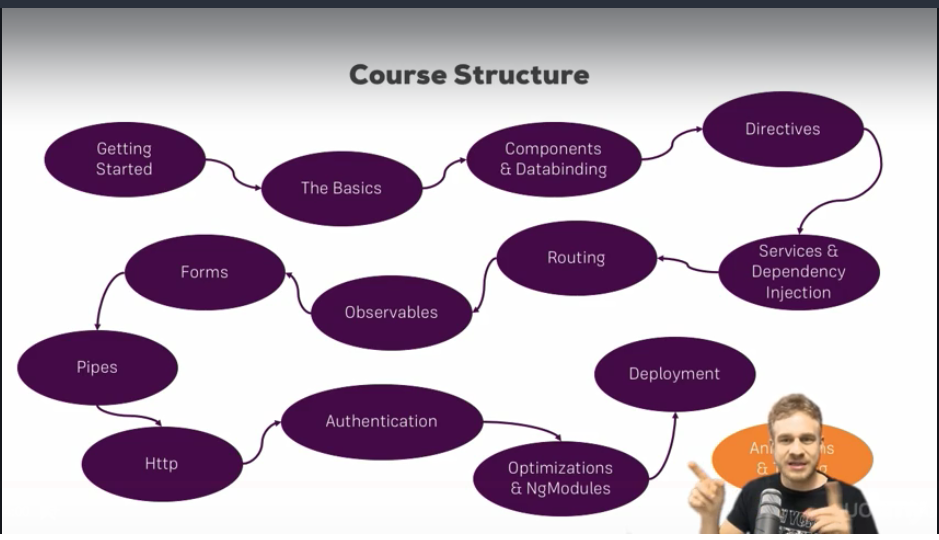 Course Structure
Getting
Started
The Basics
Components
& Databinding
Directives
Services &
Dependency
Injection
Routing
Observables
Forms
Pipes
Http
Authentication
Optimizations
& NgModules
Deployment
&